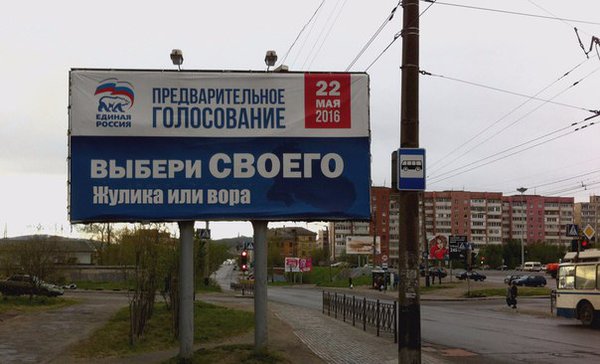 ЕДИНАЯ
РОССИЯ
ПРЕДВАРИТЕЛЬНОЕ
ГОЛОСОВАНИЕ
22
МАЯ
2016
ВЫБЕРИ СВОЕГО
Жулика или вора